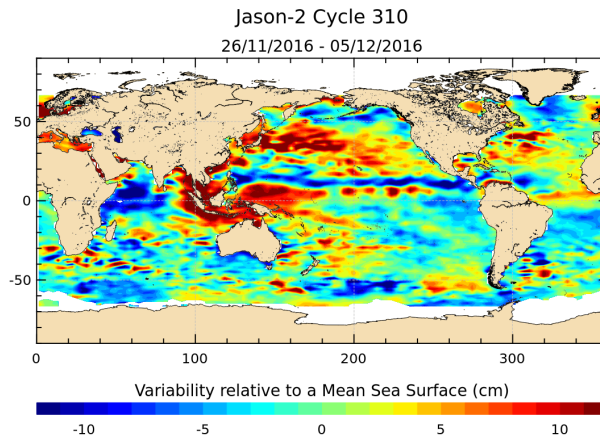 Jason-2 Cycle 310
26/11/2016 - 05/12/2016
50
0
-50
0 100 200 300
Variability relative to a Mean Sea Surface (cm)
-10 -5 0 5 10